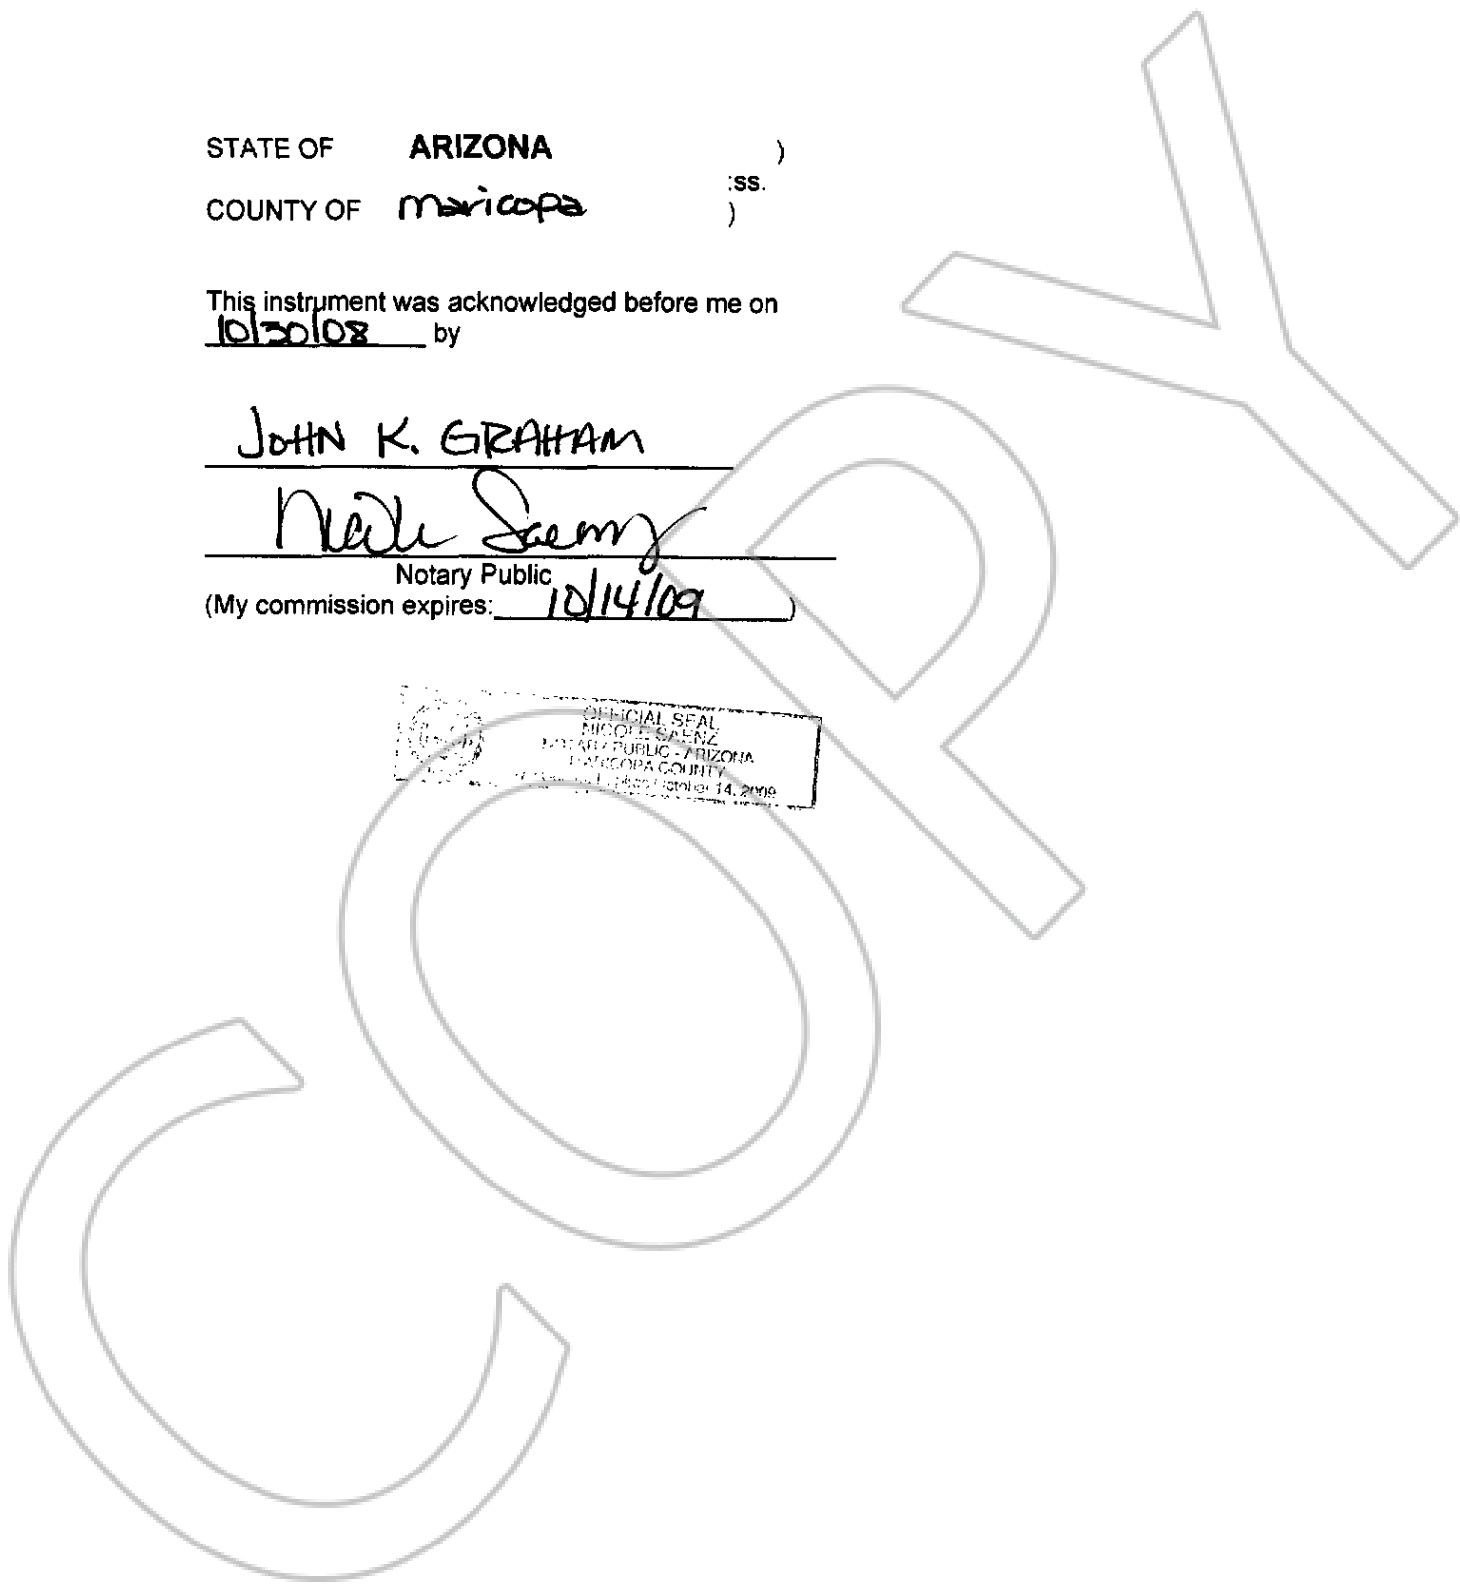 STATE OF ARIZONA )
:ss.
COUNTY OF Maricopa )
This instrument was acknowledged before me on
10/30/08 by
JOHN K. GRAHAM
Nicole Saenz
Notary Public
(My commission expires: 10/14/09 )
OFFICIAL SEAL
NICOLE SAENZ
NOTARY PUBLIC - ARIZONA
MARICOPA COUNTY
October 14, 2009
COPY